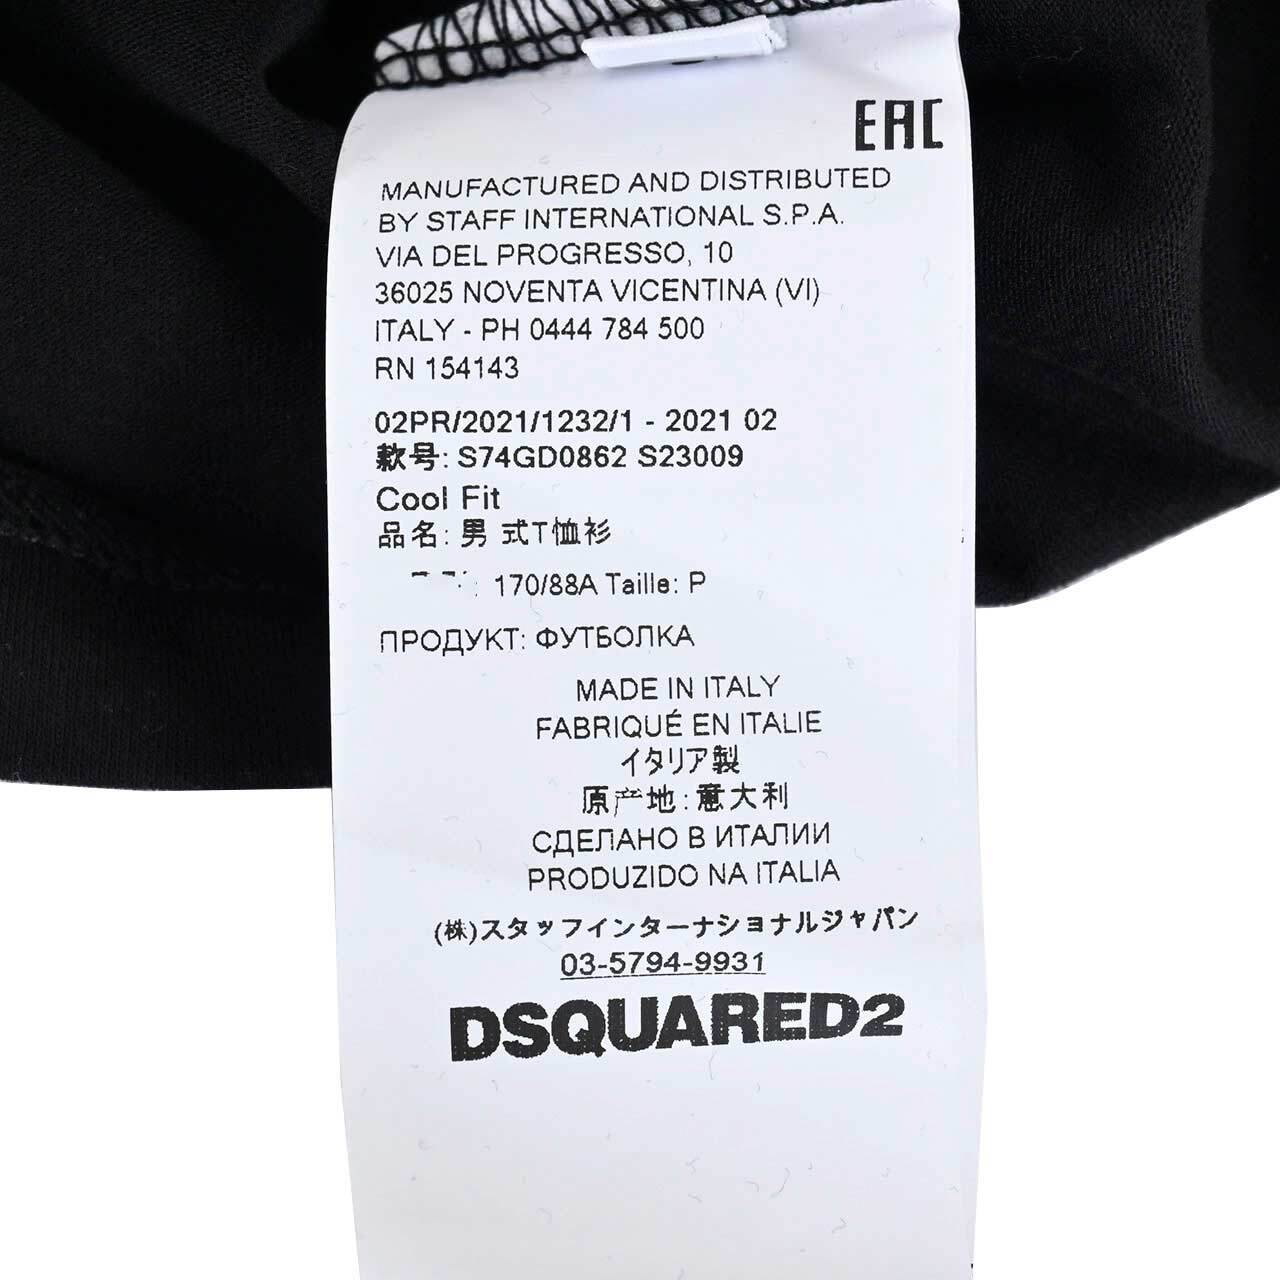 EAC
MANUFACTURED AND DISTRIBUTED
BY STAFF INTERNATIONAL S.P.A.
VIA DEL PROGRESSO, 10
36025 NOVENTA VICENTINA (VI)
ITALY - PH 0444 784 500
RN 154143
02PR/2021/1232/1 - 2021 02
款号: S74GD0862 S23009
Cool Fit
品名: 男 式T恤衫
: 170/88A Taille: P
ПРОДУКТ: ФУТБОЛКА
MADE IN ITALY
FABRIQUÉ EN ITALIE
イタリア製
原产地: 意大利
СДЕЛАНО В ИТАЛИИ
PRODUZIDO NA ITALIA
(株)スタッフインターナショナルジャパン
03-5794-9931
DSQUARED2